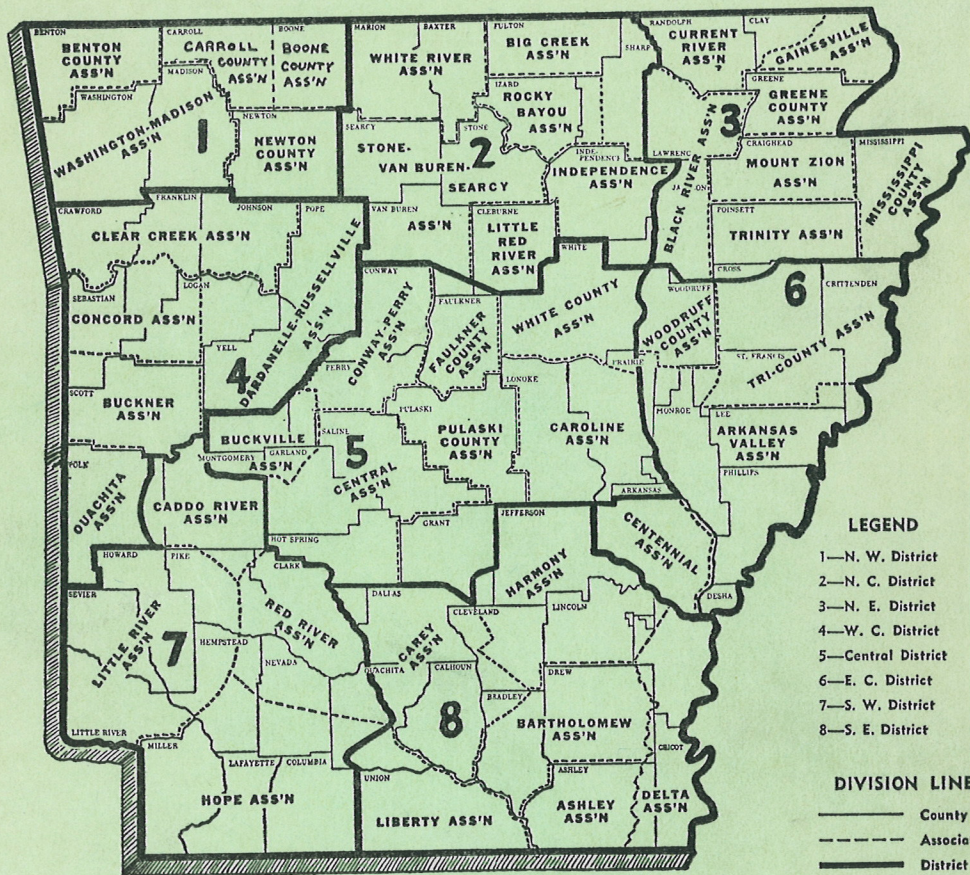 BENTON
BENTON
COUNTY
ASS'N
CARROLL
CARROLL
COUNTY
ASS'N
BOONE
BOONE
COUNTY
ASS'N
MADISON
WASHINGTON
WASHINGTON-MADISON
ASS'N
1
NEWTON
NEWTON
COUNTY
ASS'N
MARION
BAXTER
WHITE RIVER
ASS'N
FULTON
BIG CREEK
ASS'N
SHARP
IZARD
ROCKY
BAYOU
ASS'N
SEARCY
STONE
STONE-
VAN BUREN-
SEARCY
ASS'N
2
INDE-
PENDENCE
INDEPENDENCE
ASS'N
VAN BUREN
CLEBURNE
LITTLE
RED
RIVER
ASS'N
WHITE
RANDOLPH
CURRENT
RIVER
ASS'N
CLAY
GAINESVILLE
ASS'N
GREENE
GREENE
COUNTY
ASS'N
3
LAWRENC
BLACK RIVER ASS'N
CRAIGHEAD
MOUNT ZION
ASS'N
MISSISSIPPI
MISSISSIPPI
COUNTY
ASS'N
POINSETT
TRINITY ASS'N
CRAWFORD
FRANKLIN
JOHNSON
POPE
CLEAR CREEK ASS'N
SEBASTIAN
LOGAN
CONCORD ASS'N
YELL
DARDANELLE-RUSSELLVILLE
ASS'N
4
SCOTT
BUCKNER
ASS'N
POLK
OUACHITA
ASS'N
MONTGOMERY
BUCKVILLE
ASS'N
GARLAND
CADDO RIVER
ASS'N
CONWAY
CONWAY-PERRY
ASS'N
PERRY
FAULKNER
FAULKNER
COUNTY
ASS'N
WHITE COUNTY
ASS'N
SALINE
5
CENTRAL
ASS'N
PULASKI
PULASKI
COUNTY
ASS'N
LONOKE
CAROLINE
ASS'N
PRAIRIE
GRANT
HOT SPRING
CROSS
CRITTENDEN
6
WOODRUFF
WOODRUFF
COUNTY
ASS'N
ST. FRANCIS
TRI-COUNTY ASS'N
MONROE
LEE
ARKANSAS
VALLEY
ASS'N
PHILLIPS
ARKANSAS
CENTENNIAL
ASS'N
DESHA
JEFFERSON
HARMONY
ASS'N
HOWARD
PIKE
CLARK
SEVIER
LITTLE RIVER
ASS'N
7
HEMPSTEAD
RED RIVER
ASS'N
NEVADA
LITTLE RIVER
MILLER
LAFAYETTE
COLUMBIA
HOPE ASS'N
DALLAS
CLEVELAND
LINCOLN
CAREY
ASS'N
OUACHITA
CALHOUN
8
BRADLEY
DREW
BARTHOLOMEW
ASS'N
UNION
LIBERTY ASS'N
ASHLEY
ASHLEY
ASS'N
CHICOT
DELTA
ASS'N
LEGEND
1—N. W. District
2—N. C. District
3—N. E. District
4—W. C. District
5—Central District
6—E. C. District
7—S. W. District
8—S. E. District
DIVISION LINE
County
Associa
District